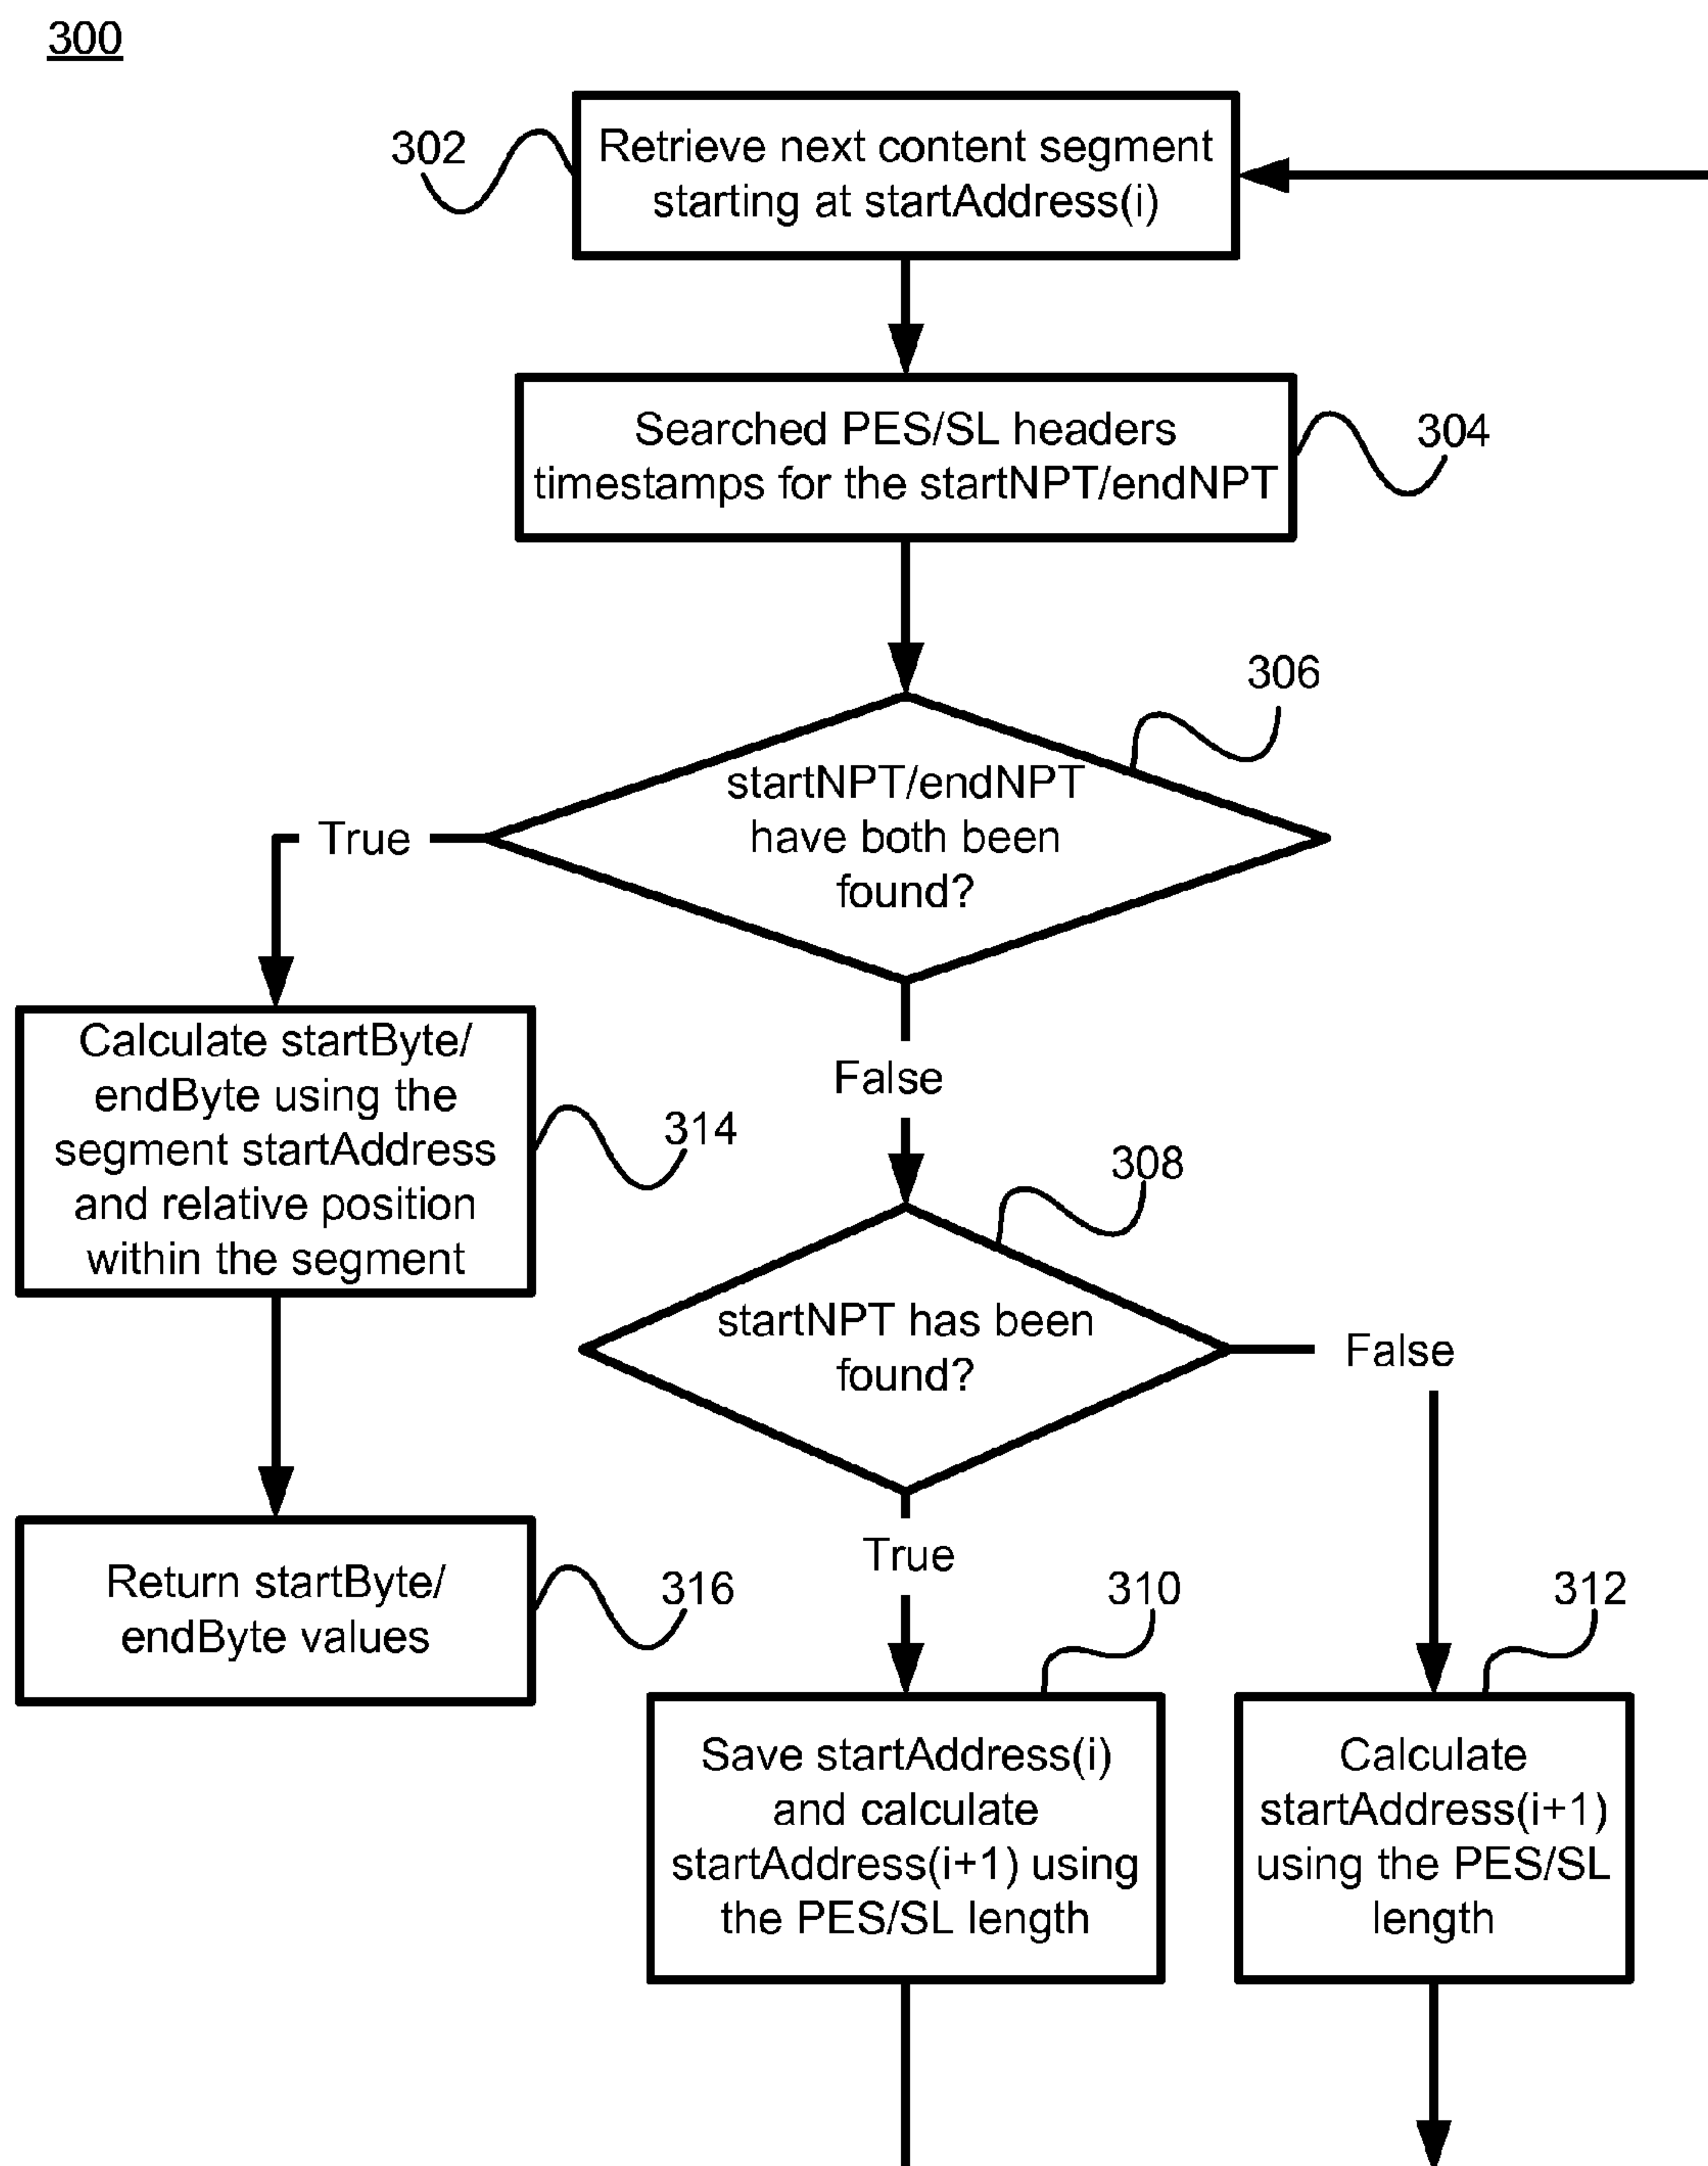 300
302
Retrieve next content segment
starting at startAddress(i)
Searched PES/SL headers
timestamps for the startNPT/endNPT
304
306
startNPT/endNPT
have both been
found?
True
Calculate startByte/
endByte using the
segment startAddress
and relative position
within the segment
314
False
308
startNPT has been
found?
False
Return startByte/
endByte values
316
True
310
312
Save startAddress(i)
and calculate
startAddress(i+1) using
the PES/SL length
Calculate
startAddress(i+1)
using the PES/SL
length